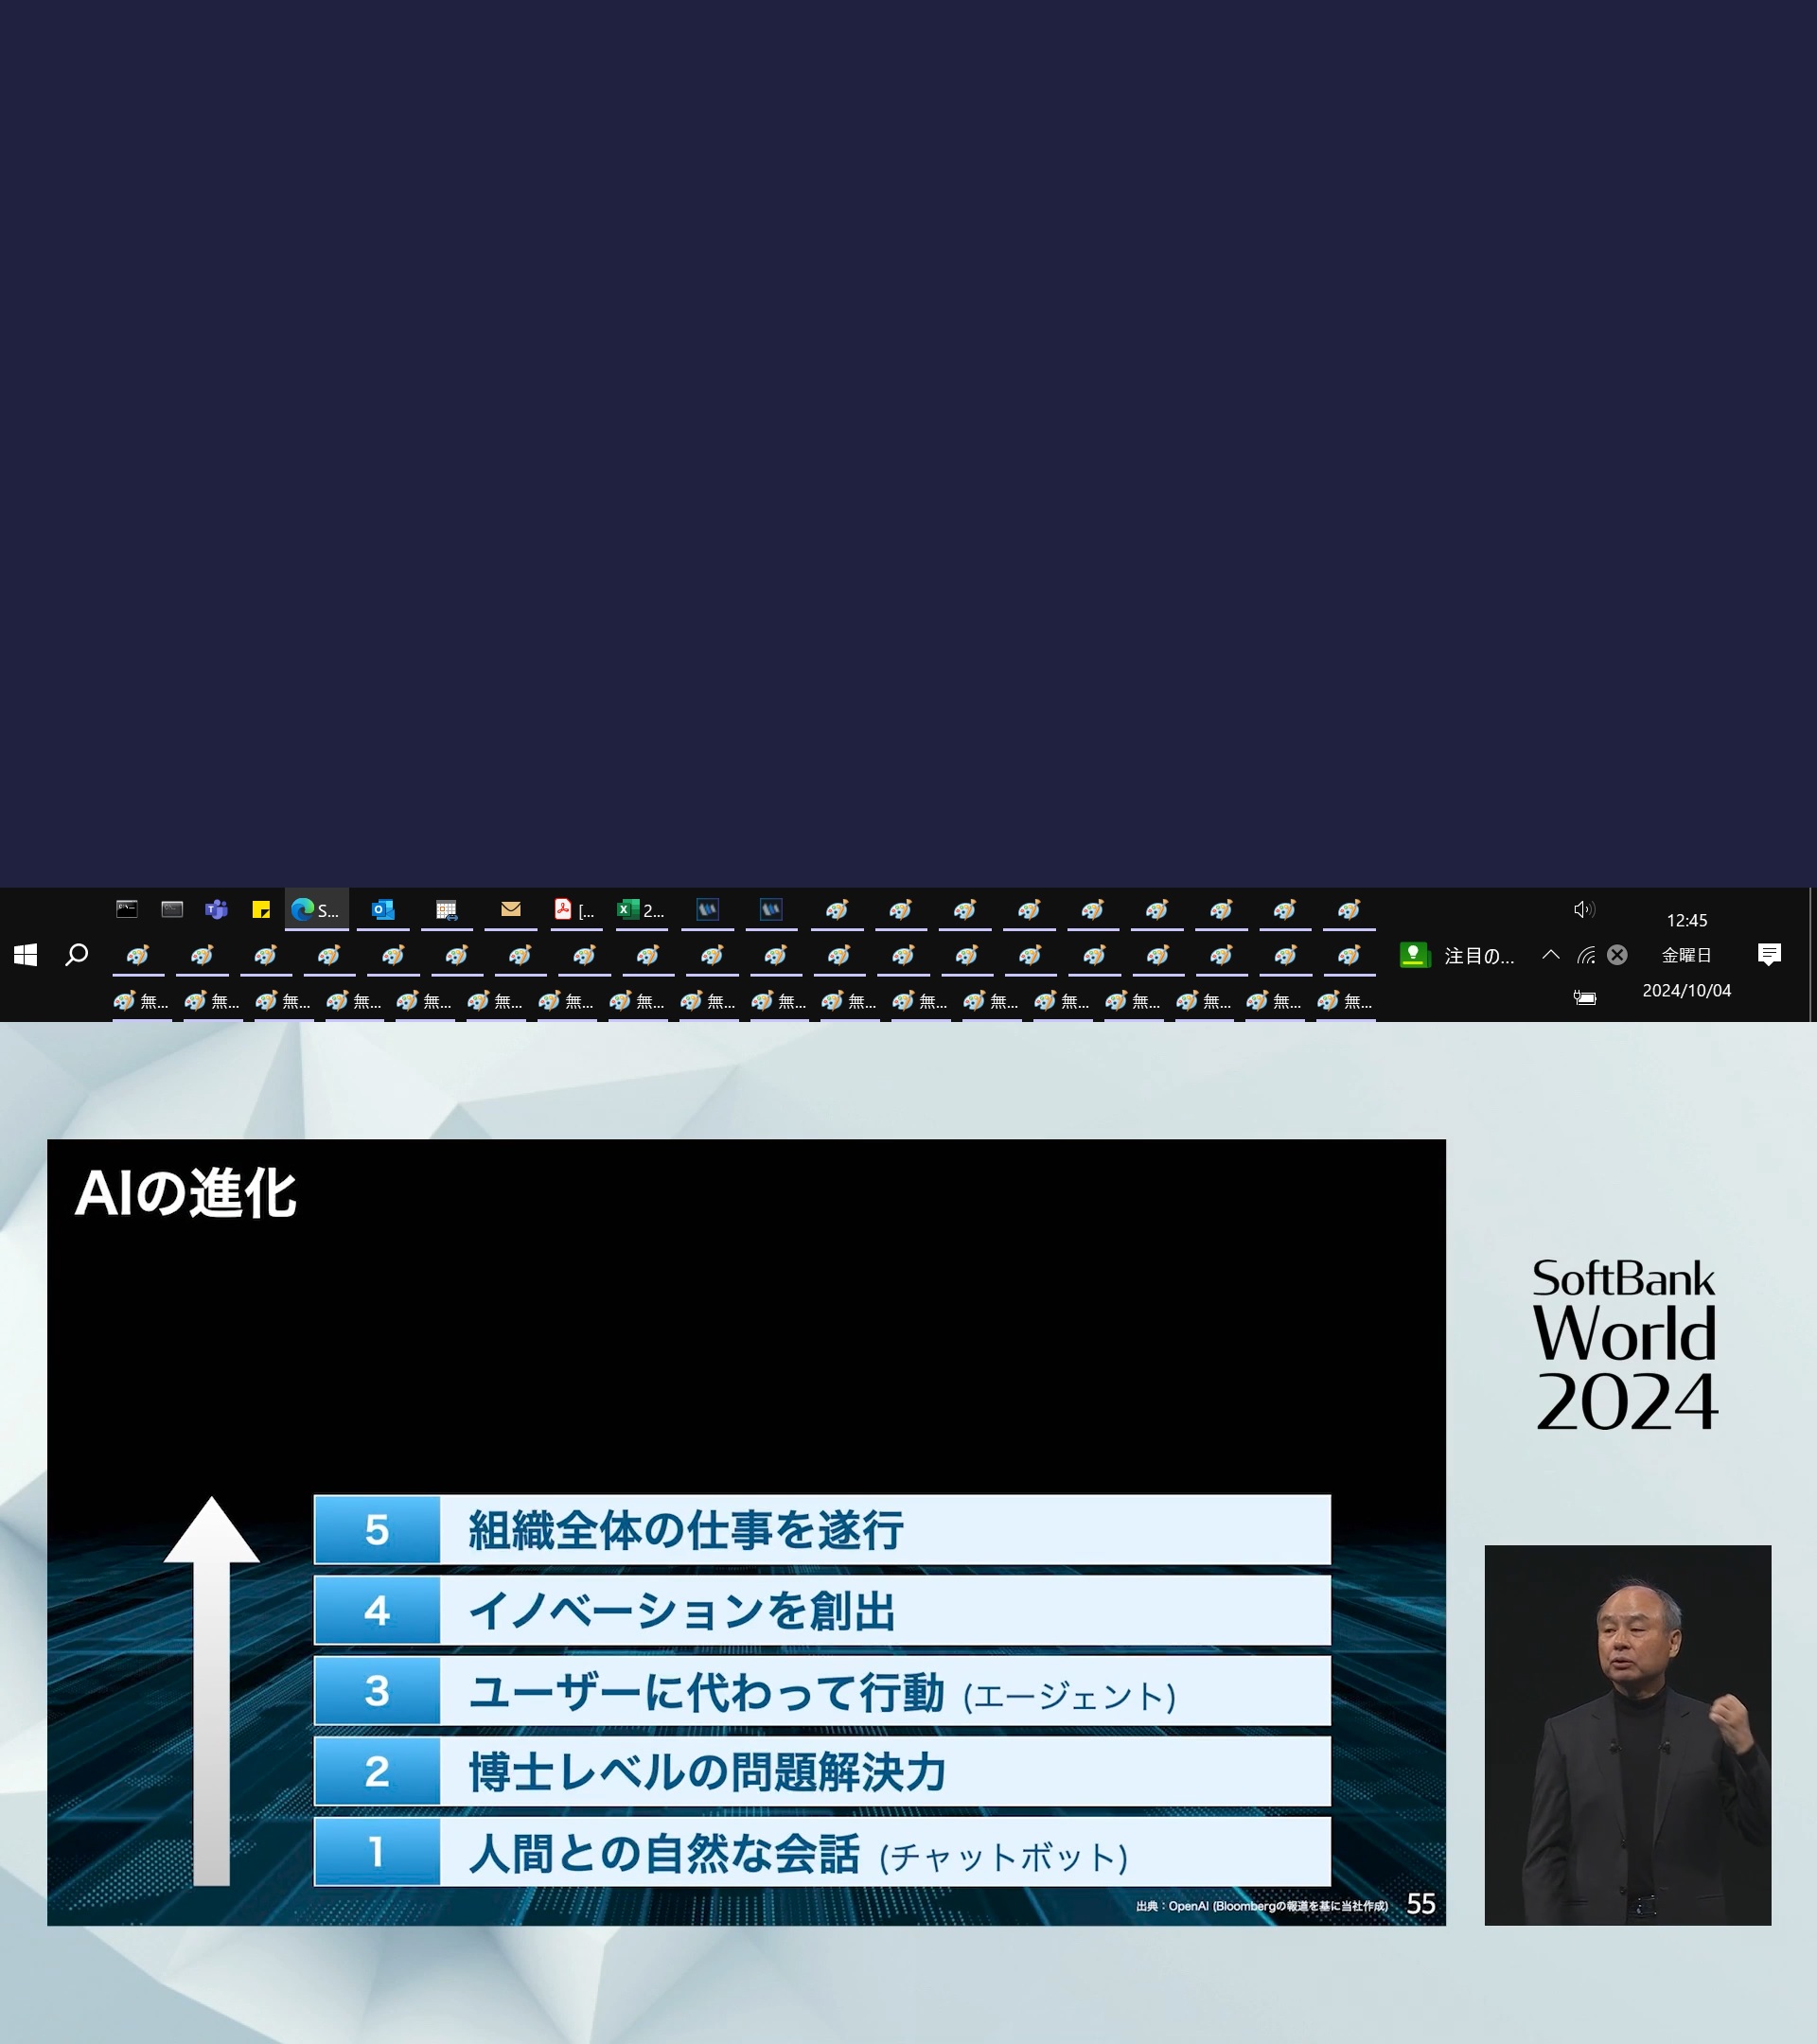 S...
[...
2...
12:45
注目の...
金曜日
2024/10/04
無... 無... 無... 無... 無... 無... 無... 無... 無... 無... 無... 無... 無... 無... 無... 無... 無... 無...
AIの進化
5 組織全体の仕事を遂行
4 イノベーションを創出
3 ユーザーに代わって行動 (エージェント)
2 博士レベルの問題解決力
1 人間との自然な会話 (チャットボット)
出典：OpenAI (Bloombergの報道を基に当社作成) 55
SoftBank
World
2024